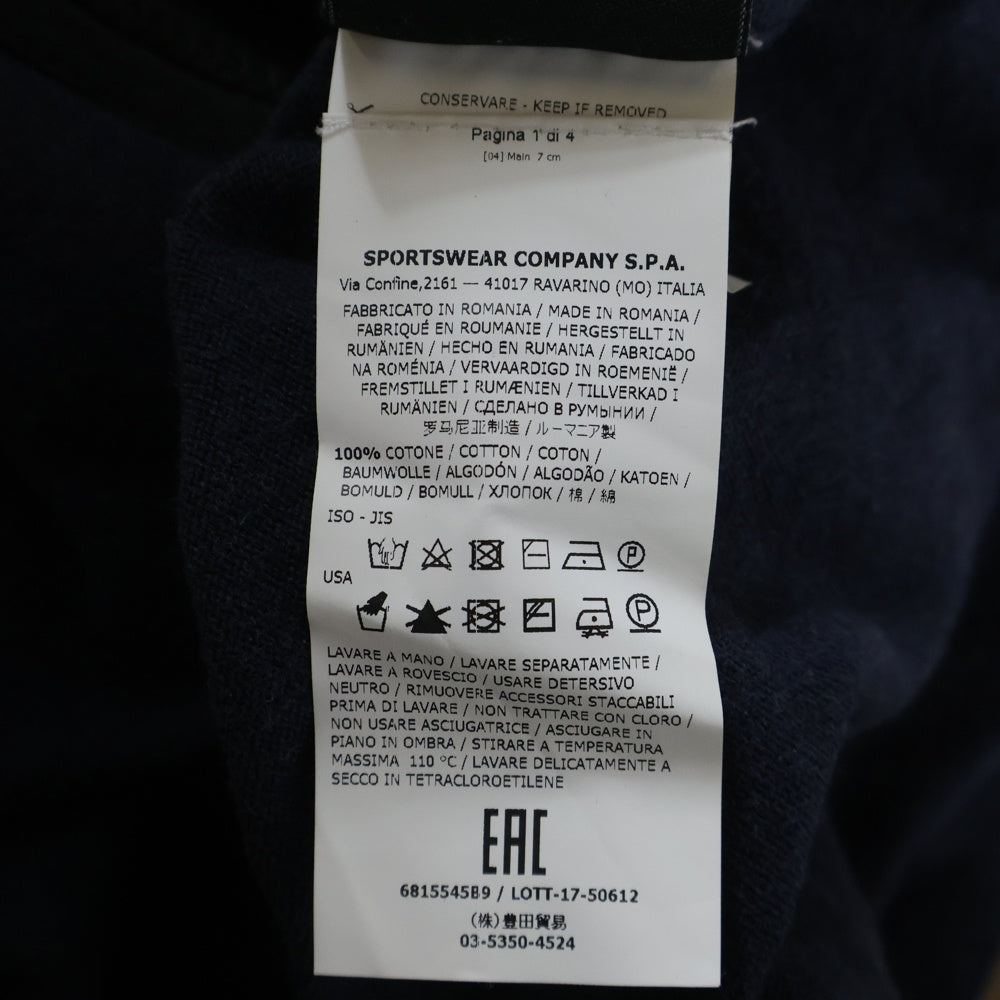 CONSERVARE - KEEP IF REMOVED
Pagina 1 di 4
[04] Main 7 cm
SPORTSWEAR COMPANY S.P.A.
Via Confine,2161 — 41017 RAVARINO (MO) ITALIA
FABBRICATO IN ROMANIA / MADE IN ROMANIA /
FABRIQUÉ EN ROUMANIE / HERGESTELLT IN
RUMÄNIEN / HECHO EN RUMANIA / FABRICADO
NA ROMÉNIA / VERVAARDIGD IN ROEMENIË /
FREMSTILLET I RUMÆNIEN / TILLVERKAD I
RUMÄNIEN / СДЕЛАНО В РУМЫНИИ /
罗马尼亚制造 / ルーマニア製
100% COTONE / COTTON / COTON /
BAUMWOLLE / ALGODÓN / ALGODÃO / KATOEN /
BOMULD / BOMULL / ХЛОПОК / 棉 / 綿
ISO - JIS
P
USA
P
LAVARE A MANO / LAVARE SEPARATAMENTE /
LAVARE A ROVESCIO / USARE DETERSIVO
NEUTRO / RIMUOVERE ACCESSORI STACCABILI
PRIMA DI LAVARE / NON TRATTARE CON CLORO /
NON USARE ASCIUGATRICE / ASCIUGARE IN
PIANO IN OMBRA / STIRARE A TEMPERATURA
MASSIMA 110 °C / LAVARE DELICATAMENTE A
SECCO IN TETRACLOROETILENE
EAC
6815545B9 / LOTT-17-50612
(株)豊田貿易
03-5350-4524